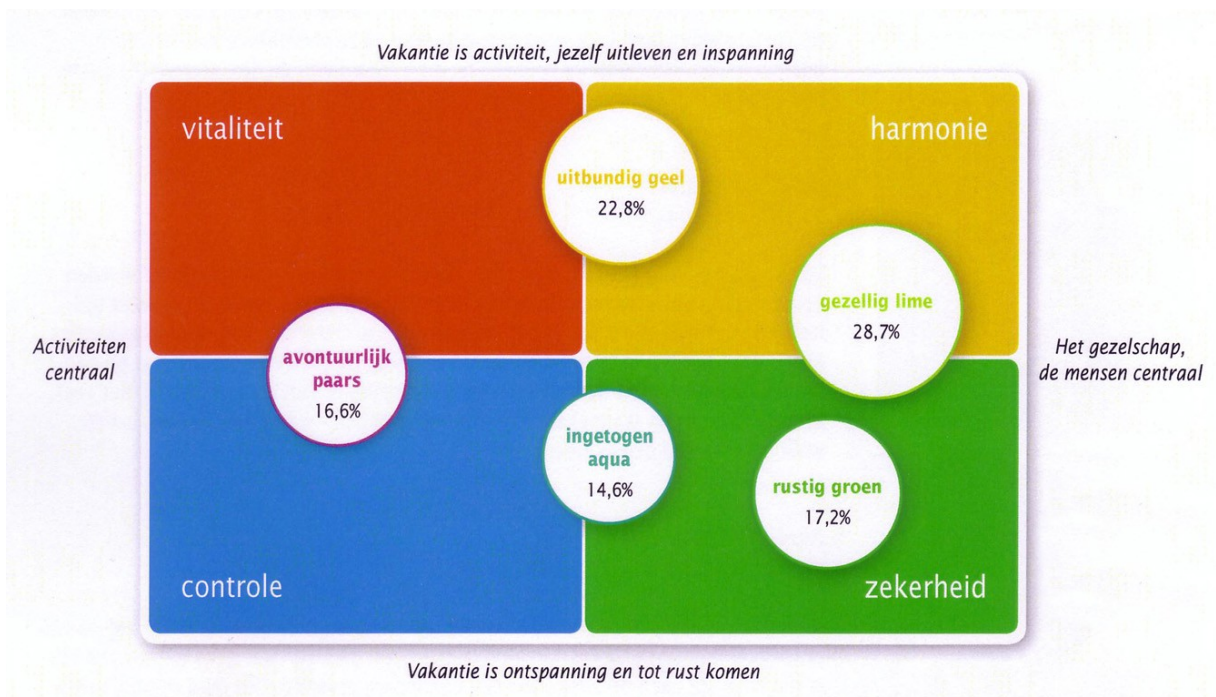 Vakantie is activiteit, jezelf uitleven en inspanning
vitaliteit
harmonie
uitbundig geel
22,8%
gezellig lime
28,7%
Activiteiten
centraal
avontuurlijk
paars
16,6%
Het gezelschap,
de mensen centraal
ingetogen
aqua
14,6%
rustig groen
17,2%
controle
zekerheid
Vakantie is ontspanning en tot rust komen